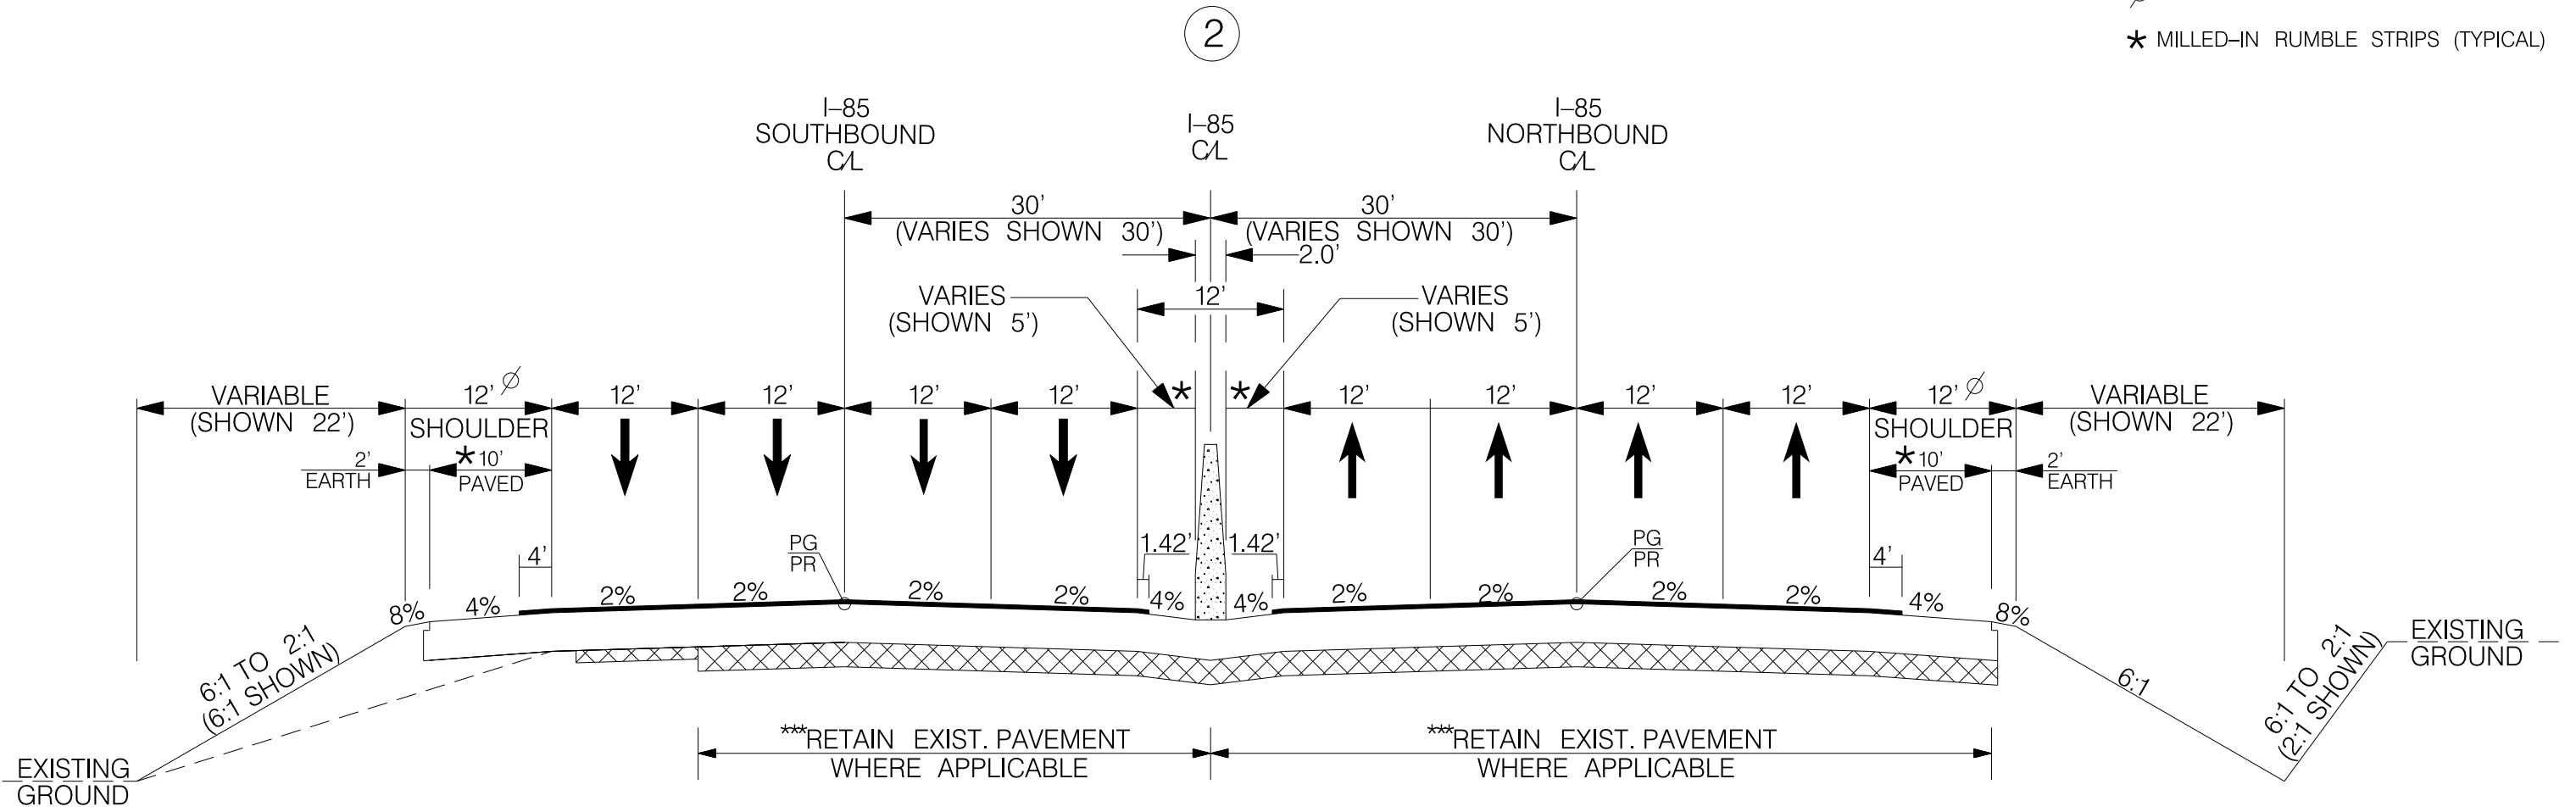 2
* MILLED-IN RUMBLE STRIPS (TYPICAL)
I-85
SOUTHBOUND
C/L
I-85
C/L
I-85
NORTHBOUND
C/L
30'
(VARIES SHOWN 30')
30'
(VARIES SHOWN 30')
2.0'
VARIES
(SHOWN 5')
12'
VARIES
(SHOWN 5')
VARIABLE
(SHOWN 22')
12' ∅
SHOULDER
12'
12'
12'
12'
*
*
12'
12'
12'
12'
12' ∅
SHOULDER
VARIABLE
(SHOWN 22')
2'
EARTH
* 10'
PAVED
* 10'
PAVED
2'
EARTH
4'
PG
PR
1.42'
1.42'
PG
PR
4'
8%
4%
2%
2%
2%
2%
4%
4%
2%
2%
2%
2%
4%
8%
6:1 TO 2:1
(6:1 SHOWN)
6:1
6:1 TO 2:1
(2:1 SHOWN)
EXISTING
GROUND
***RETAIN EXIST. PAVEMENT
WHERE APPLICABLE
***RETAIN EXIST. PAVEMENT
WHERE APPLICABLE
EXISTING
GROUND